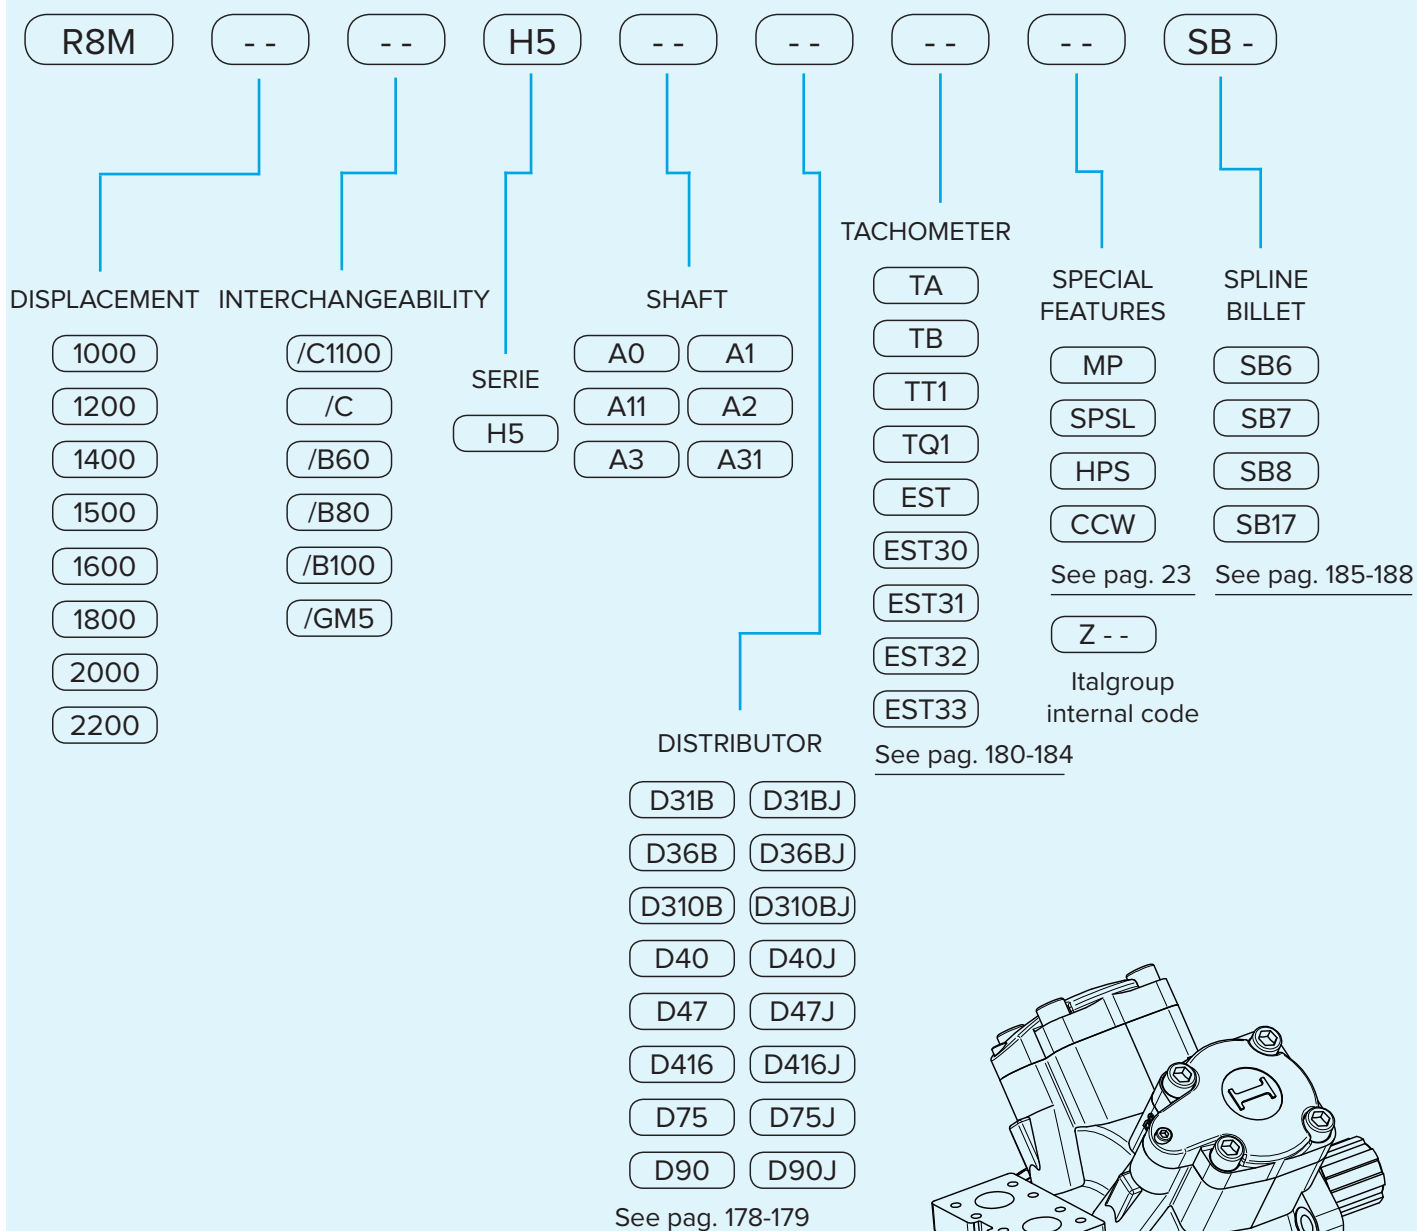 R8M - - - - H5 - - - - - - - - SB -
DISPLACEMENT
1000
1200
1400
1500
1600
1800
2000
2200
INTERCHANGEABILITY
/C1100
/C
/B60
/B80
/B100
/GM5
SERIE
H5
SHAFT
A0 A1
A11 A2
A3 A31
DISTRIBUTOR
D31B D31BJ
D36B D36BJ
D310B D310BJ
D40 D40J
D47 D47J
D416 D416J
D75 D75J
D90 D90J
See pag. 178-179
TACHOMETER
TA
TB
TT1
TQ1
EST
EST30
EST31
EST32
EST33
See pag. 180-184
SPECIAL
FEATURES
MP
SPSL
HPS
CCW
See pag. 23
Z - -
Italgroup
internal code
SPLINE
BILLET
SB6
SB7
SB8
SB17
See pag. 185-188